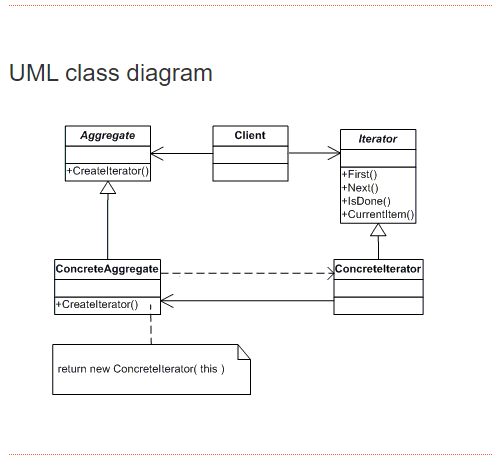 UML class diagram
Aggregate
+CreateIterator()
Client
Iterator
+First()
+Next()
+IsDone()
+CurrentItem()
ConcreteAggregate
+CreateIterator()
ConcreteIterator
return new ConcreteIterator( this )